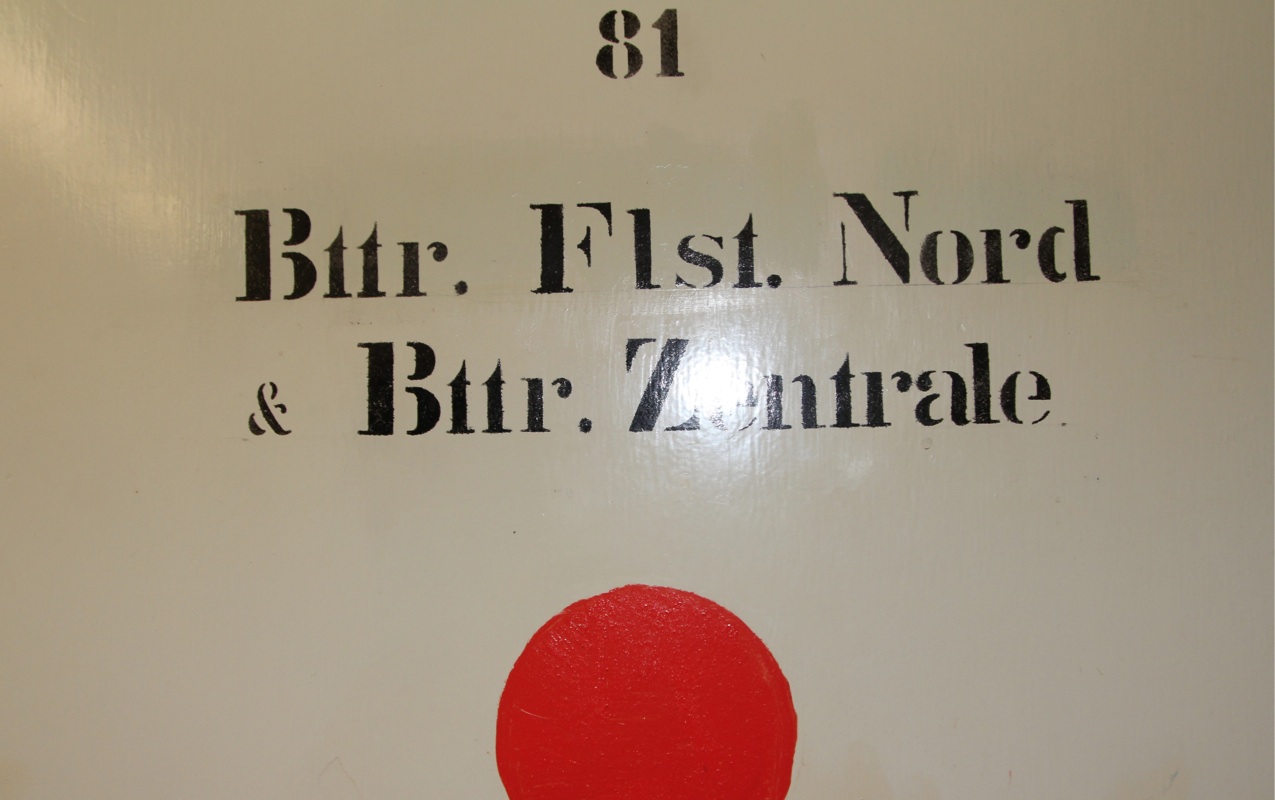 81
Bttr. Flst. Nord
& Bttr. Zentrale